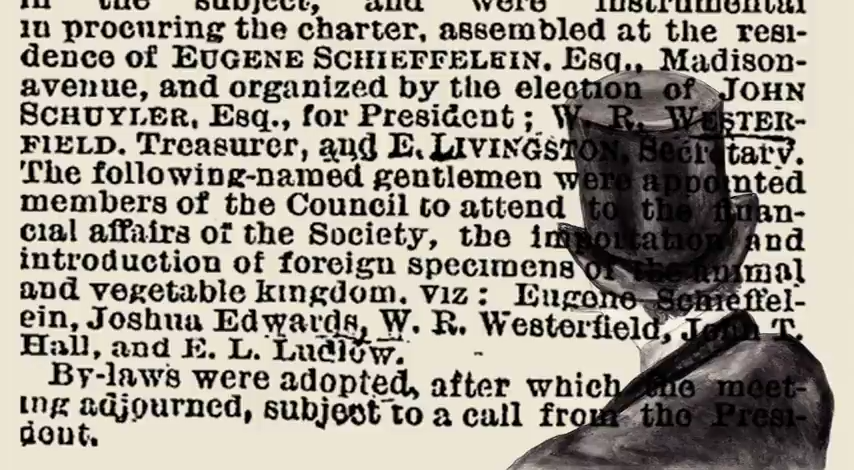 in the subject, and were instrumental
in procuring the charter, assembled at the resi-
dence of EUGENE SCHIEFFELEIN, Esq., Madison-
avenue, and organized by the election of JOHN
SCHUYLER, Esq., for President; W. R. WESTER-
FIELD, Treasurer, and E. LIVINGSTON, Secretary.
The following-named gentlemen were appointed
members of the Council to attend to the finan-
cial affairs of the Society, the importation and
introduction of foreign specimens of the animal
and vegetable kingdom, viz: Eugene Schieffel-
ein, Joshua Edwards, W. R. Westerfield, John T.
Hall, and E. L. Ludlow.
By-laws were adopted, after which the meet-
ing adjourned, subject to a call from the Presi-
dent.